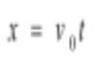 x = v₀t